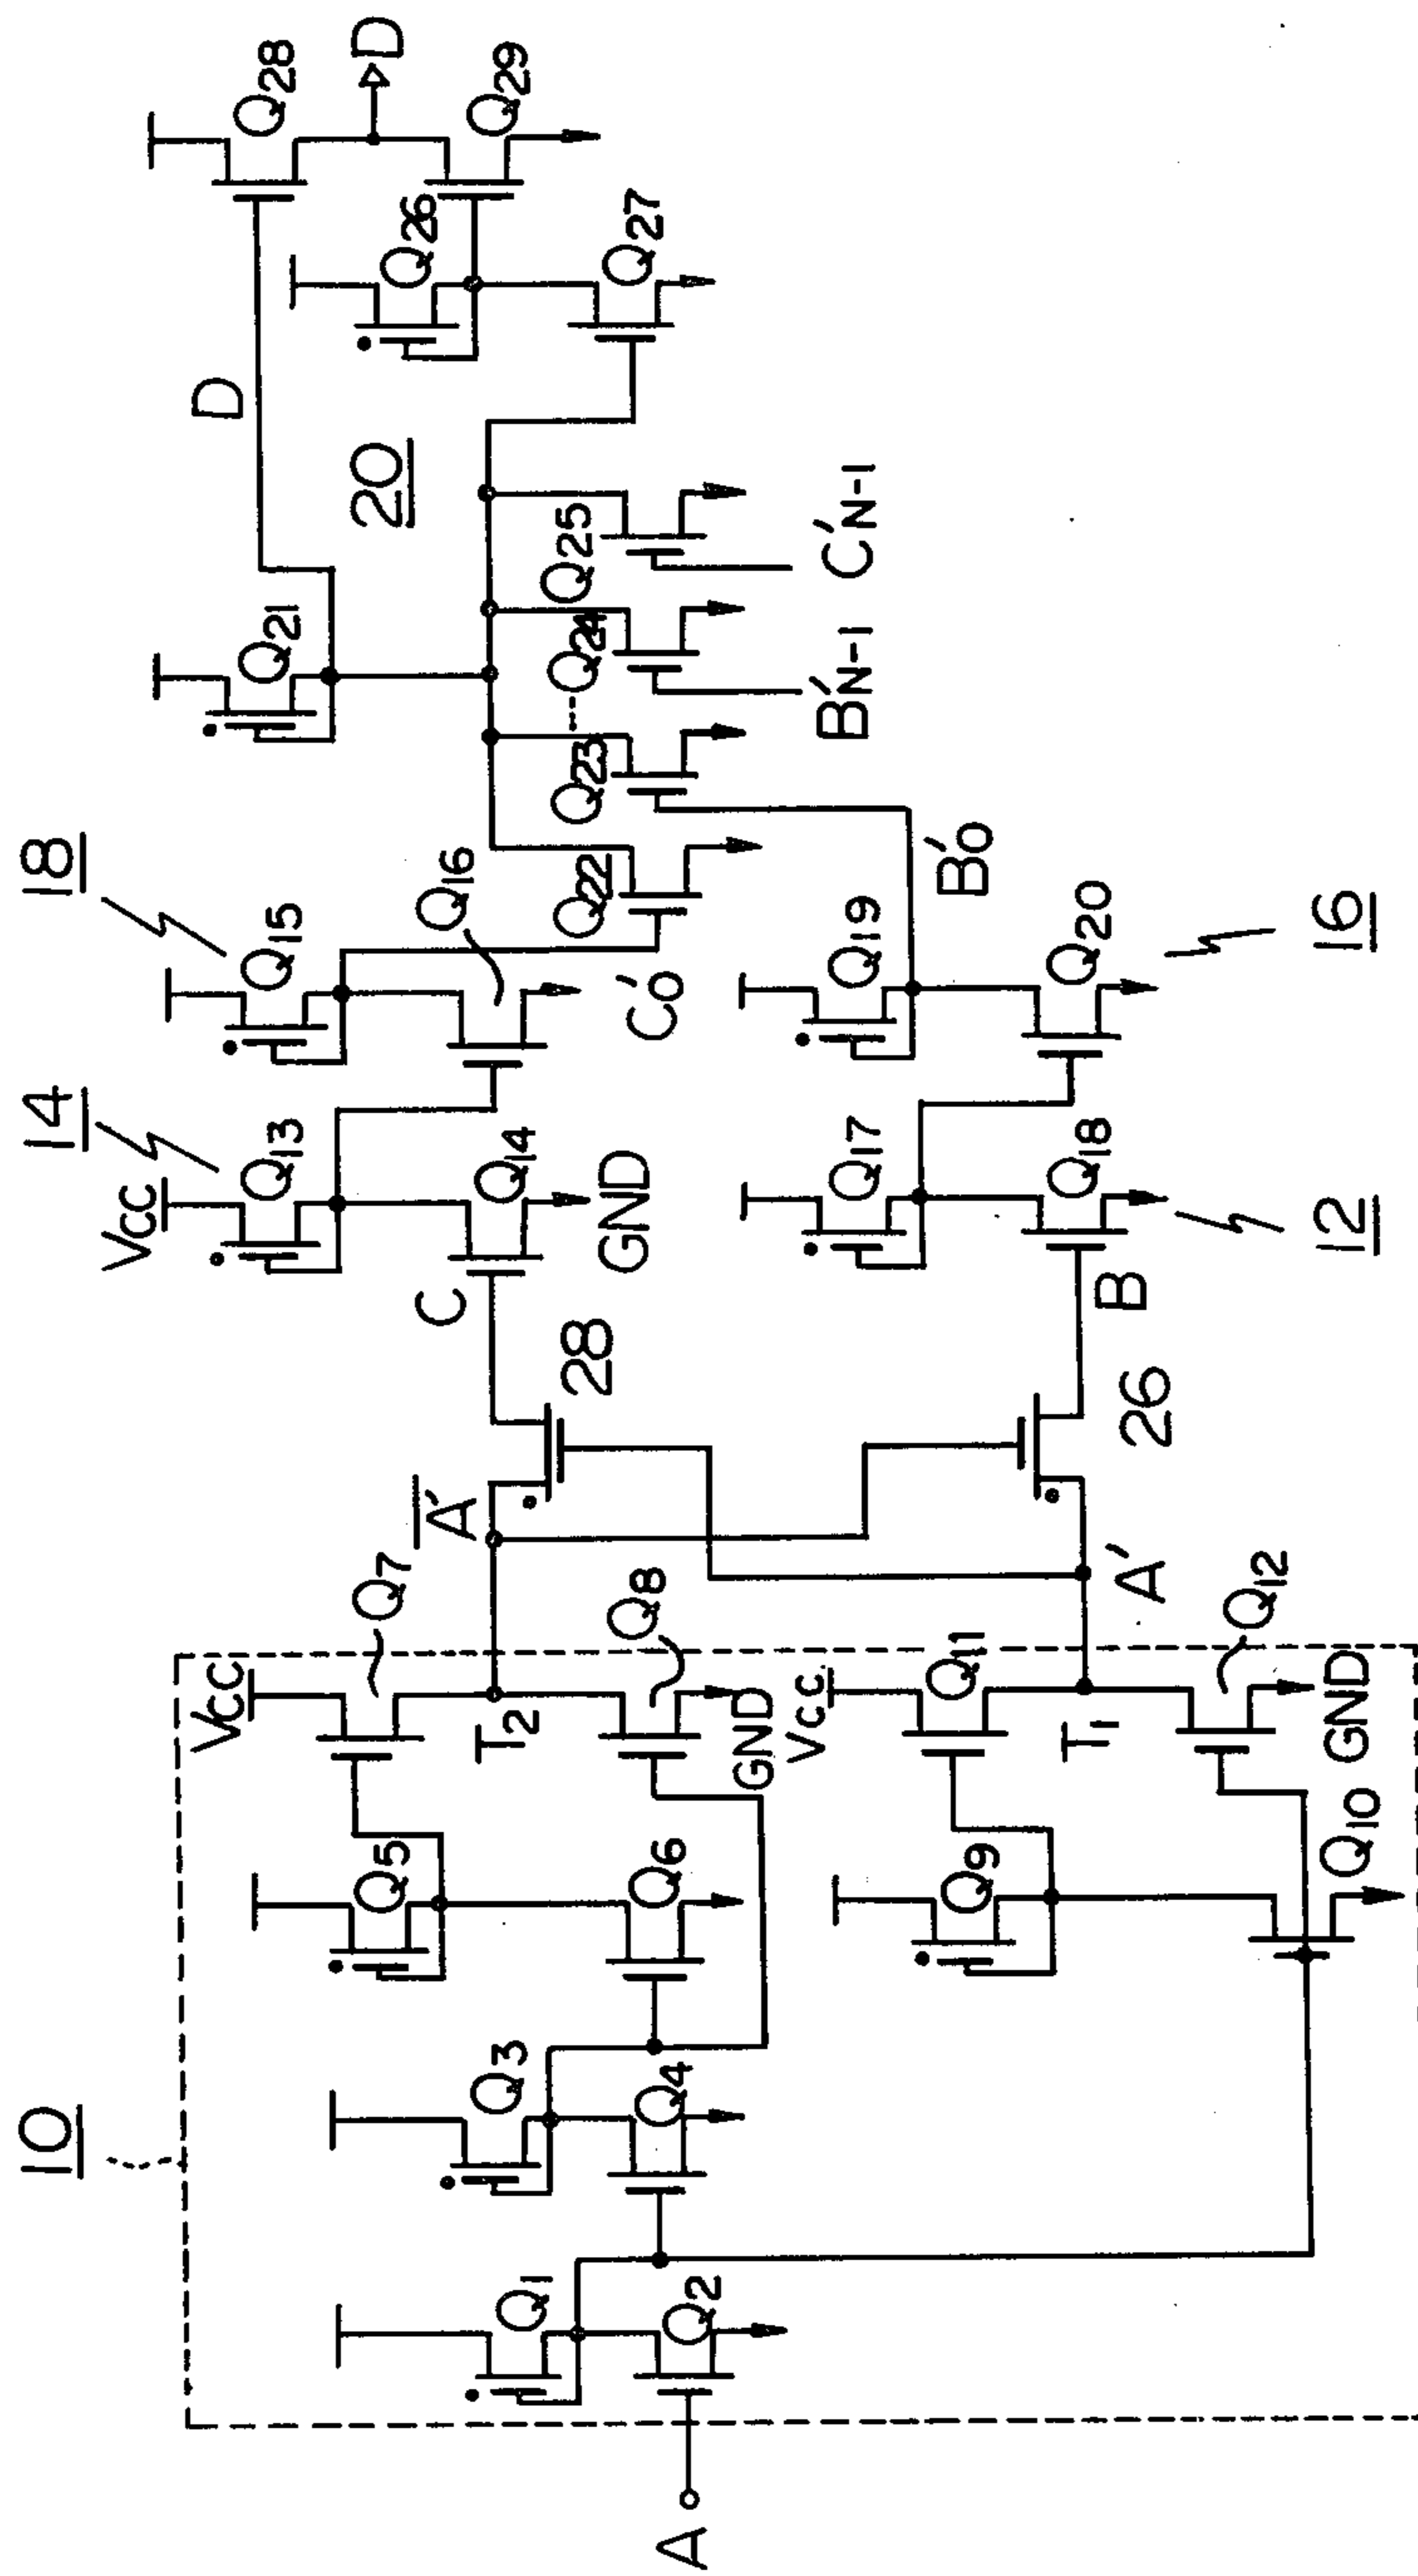 10
A
Q1
Q2
Q3
Q4
Q5
Q6
VCC
Q7
Q8
T2
GND
Q9
Q10
VCC
Q11
T1
Q12
GND
A'
A'
28
26
C
B
14
VCC
Q13
Q14
GND
Q17
Q18
12
18
Q15
Q16
C'O
Q19
Q20
16
B'O
Q21
20
Q22
Q23
Q24
Q25
B'N-1
C'N-1
D
Q26
Q27
Q28
Q29
D